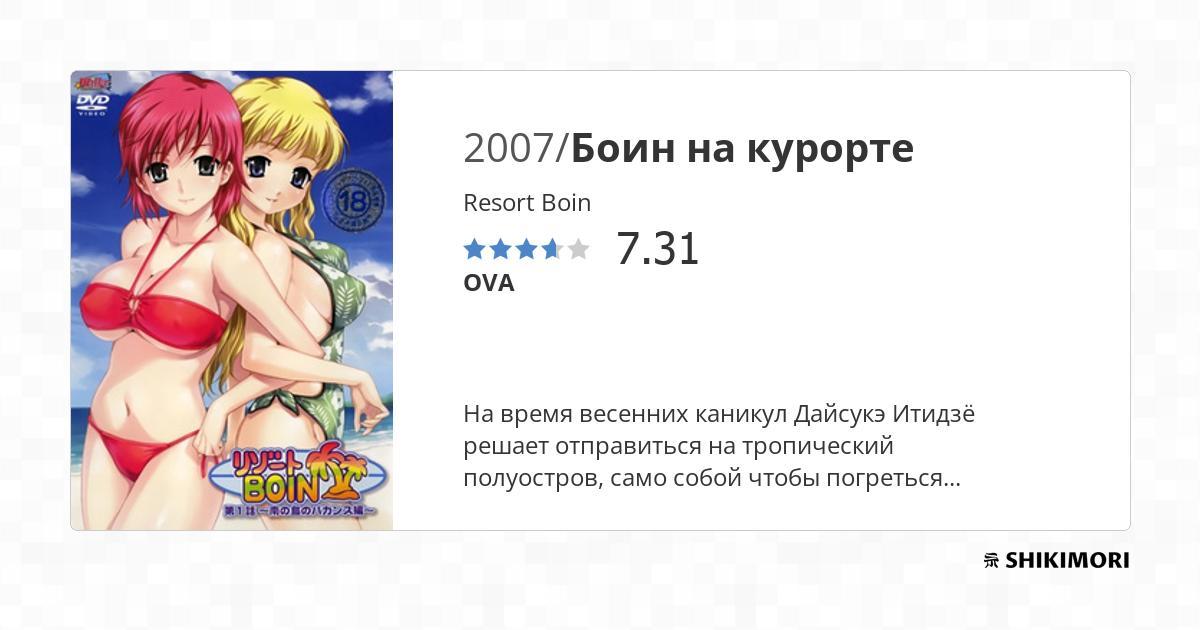 DVD
VIDEO
18
リゾート
BOIN
第1話～南の島のバカンス編～
2007/Боин на курорте
Resort Boin
7.31
OVA
На время весенних каникул Дайсукэ Итидзё
решает отправиться на тропический
полуостров, само собой чтобы погреться...
SHIKIMORI